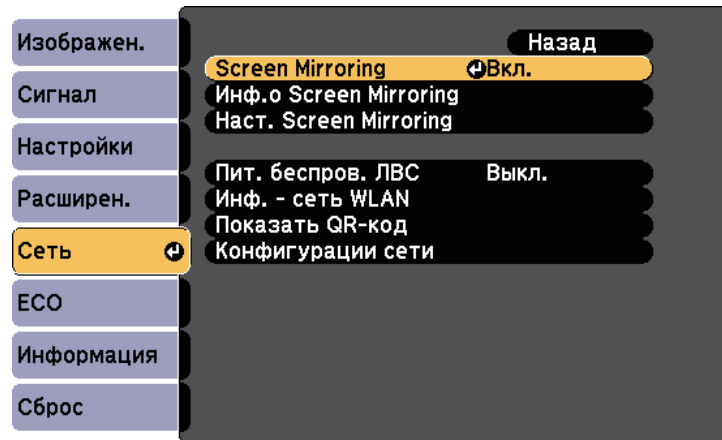 Изображен.
Сигнал
Настройки
Расширен.
Сеть
ECO
Информация
Сброс
Назад
Screen Mirroring Вкл.
Инф.о Screen Mirroring
Наст. Screen Mirroring
Пит. беспров. ЛВС Выкл.
Инф. - сеть WLAN
Показать QR-код
Конфигурации сети